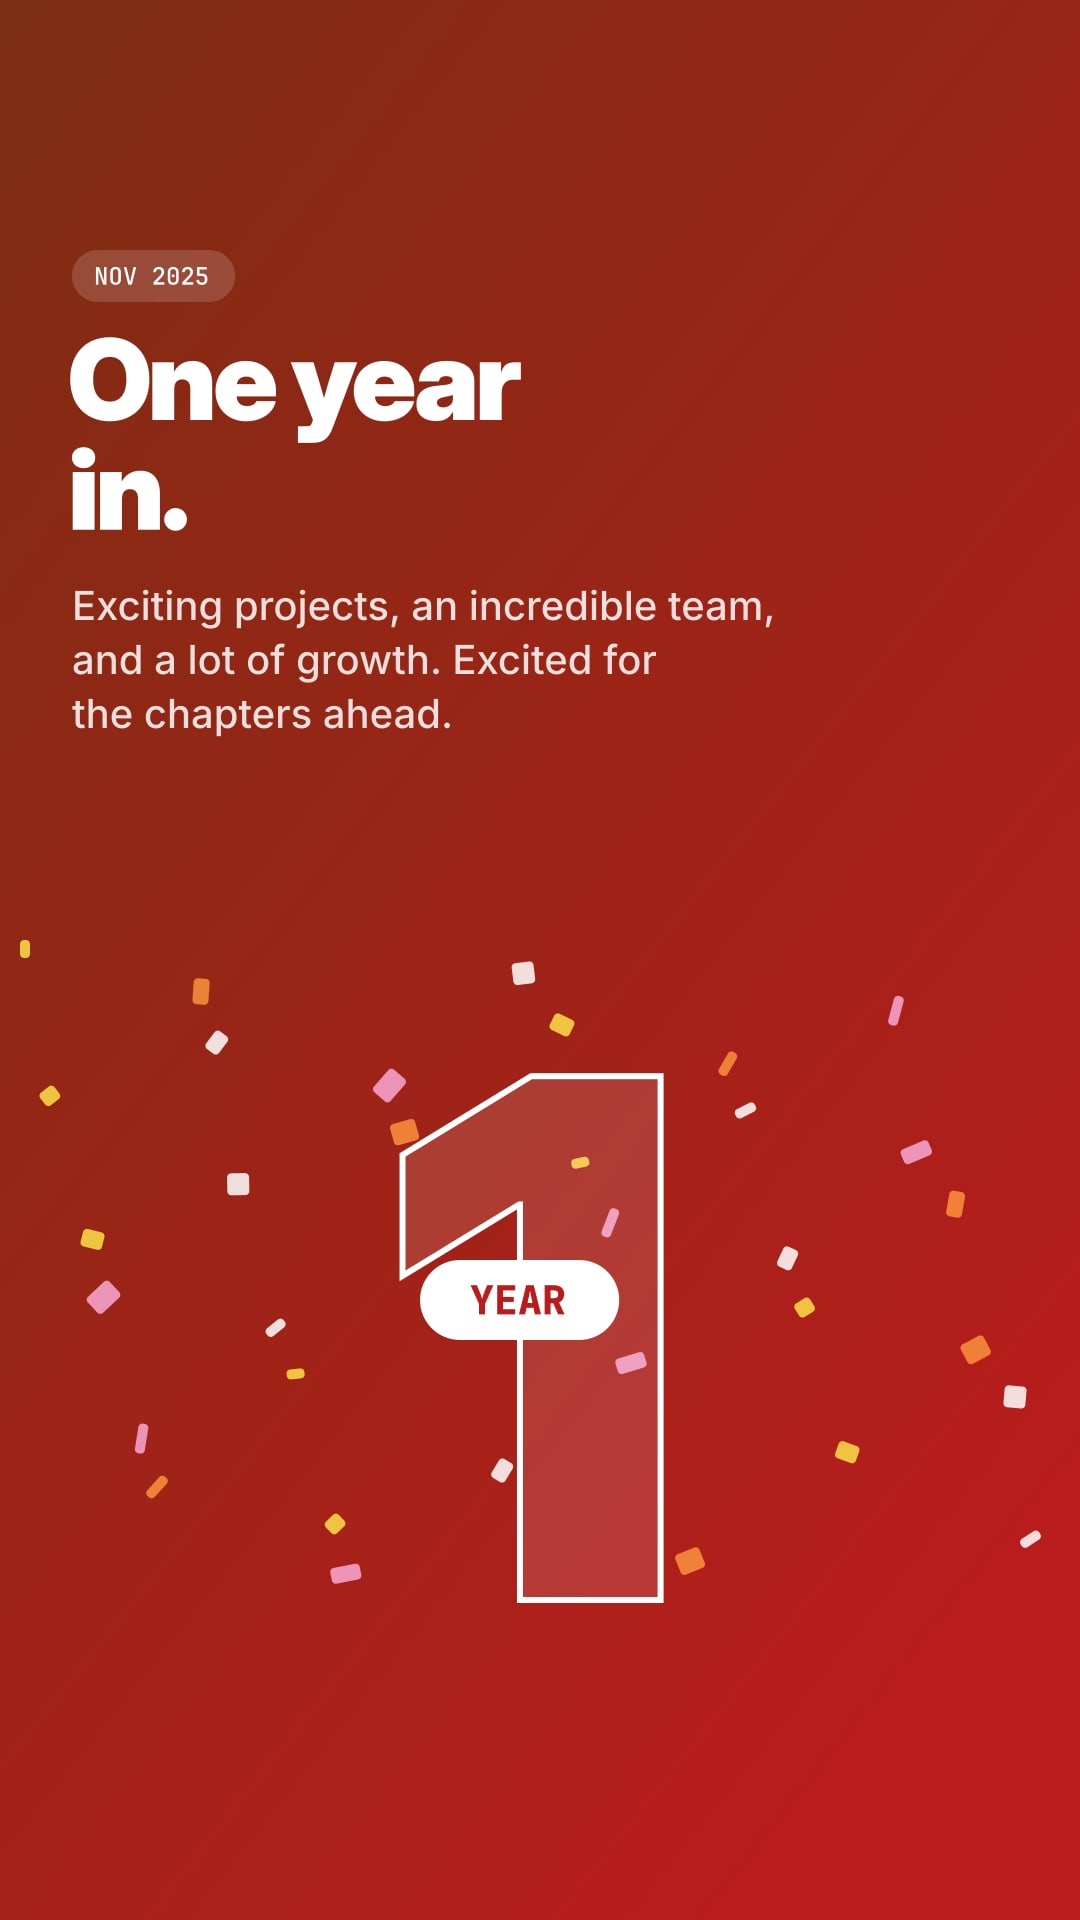 NOV 2025
One year
in.
Exciting projects, an incredible team,
and a lot of growth. Excited for
the chapters ahead.
1
YEAR